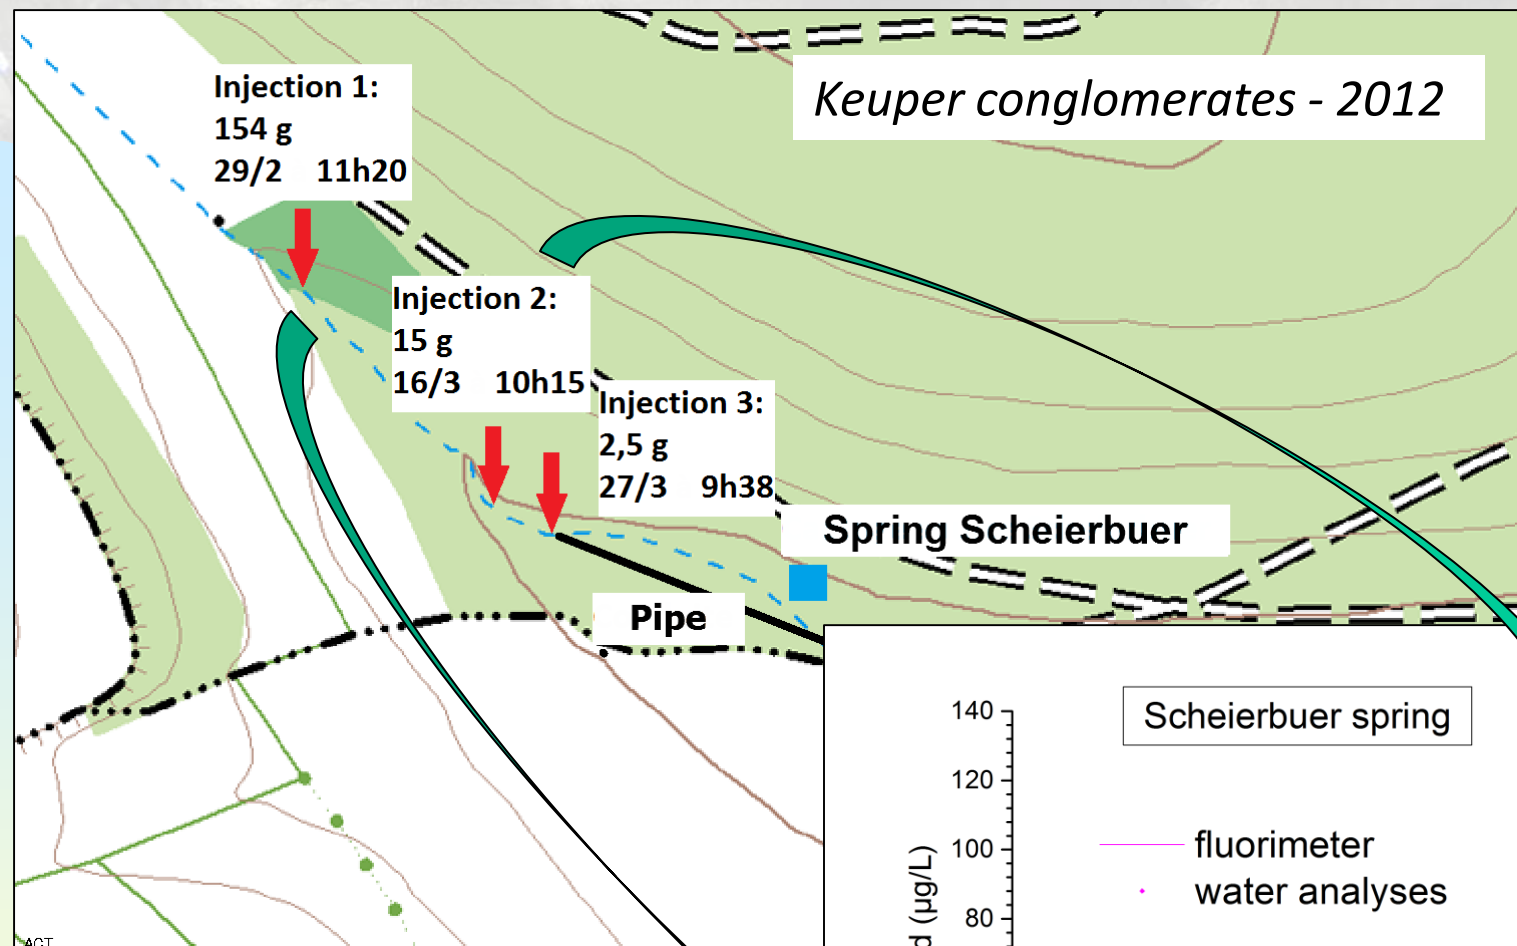 Keuper conglomerates - 2012
Injection 1:
154 g
29/2 11h20
Injection 2:
15 g
16/3 10h15
Injection 3:
2,5 g
27/3 9h38
Spring Scheierbuer
Pipe
Scheierbuer spring
140
120
100
80
d (µg/L)
fluorimeter
water analyses
ACT